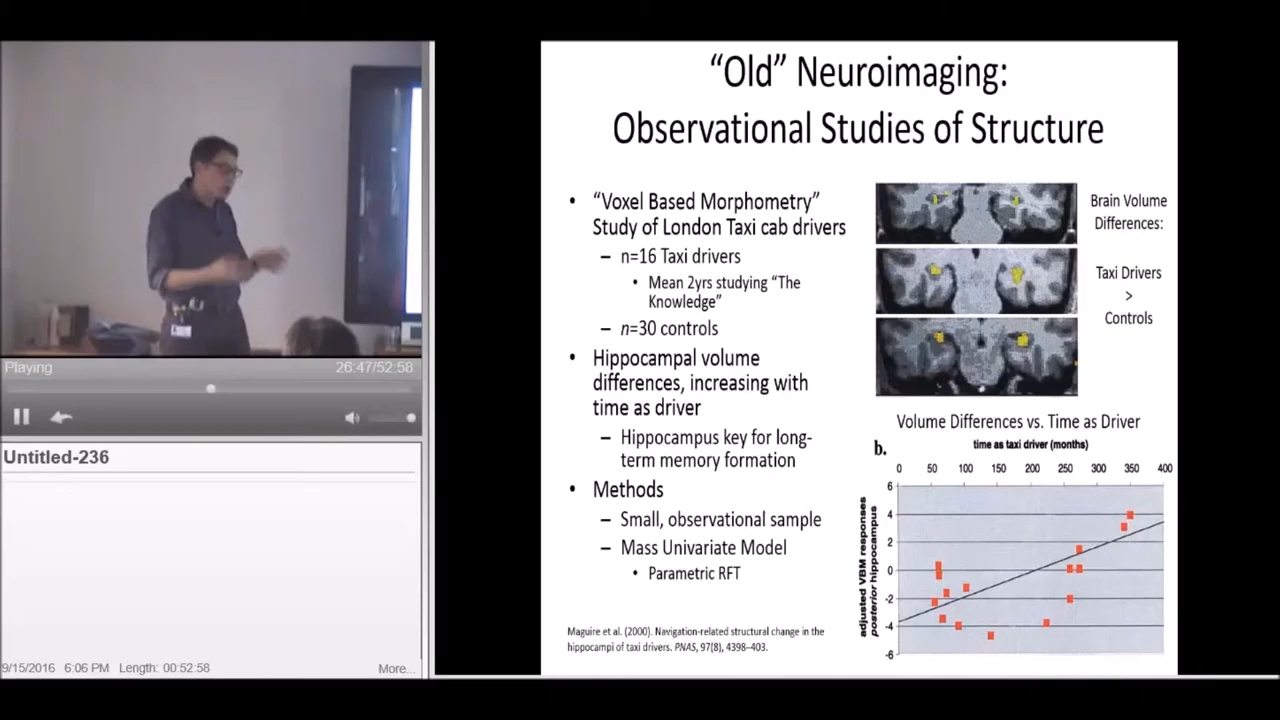 "Old" Neuroimaging:
Observational Studies of Structure
• "Voxel Based Morphometry"
Study of London Taxi cab drivers
– n=16 Taxi drivers
• Mean 2yrs studying "The
Knowledge"
– n=30 controls
• Hippocampal volume
differences, increasing with
time as driver
– Hippocampus key for long-
term memory formation
• Methods
– Small, observational sample
– Mass Univariate Model
• Parametric RFT
Maguire et al. (2000). Navigation-related structural change in the
hippocampi of taxi drivers. PNAS, 97(8), 4398–403.
Brain Volume
Differences:
Taxi Drivers
>
Controls
Volume Differences vs. Time as Driver
b.
time as taxi driver (months)
0 50 100 150 200 250 300 350 400
adjusted VBM responses
posterior hippocampus
6
4
2
0
-2
-4
-6
Playing 26:47/52:58
Untitled-236
9/15/2016 6:06 PM Length: 00:52:58 More...